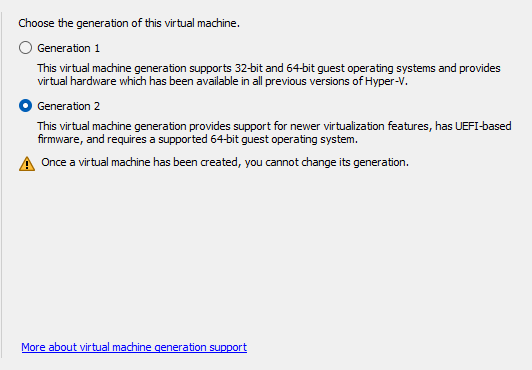 Choose the generation of this virtual machine.
Generation 1
This virtual machine generation supports 32-bit and 64-bit guest operating systems and provides
virtual hardware which has been available in all previous versions of Hyper-V.
Generation 2
This virtual machine generation provides support for newer virtualization features, has UEFI-based
firmware, and requires a supported 64-bit guest operating system.
Once a virtual machine has been created, you cannot change its generation.
More about virtual machine generation support